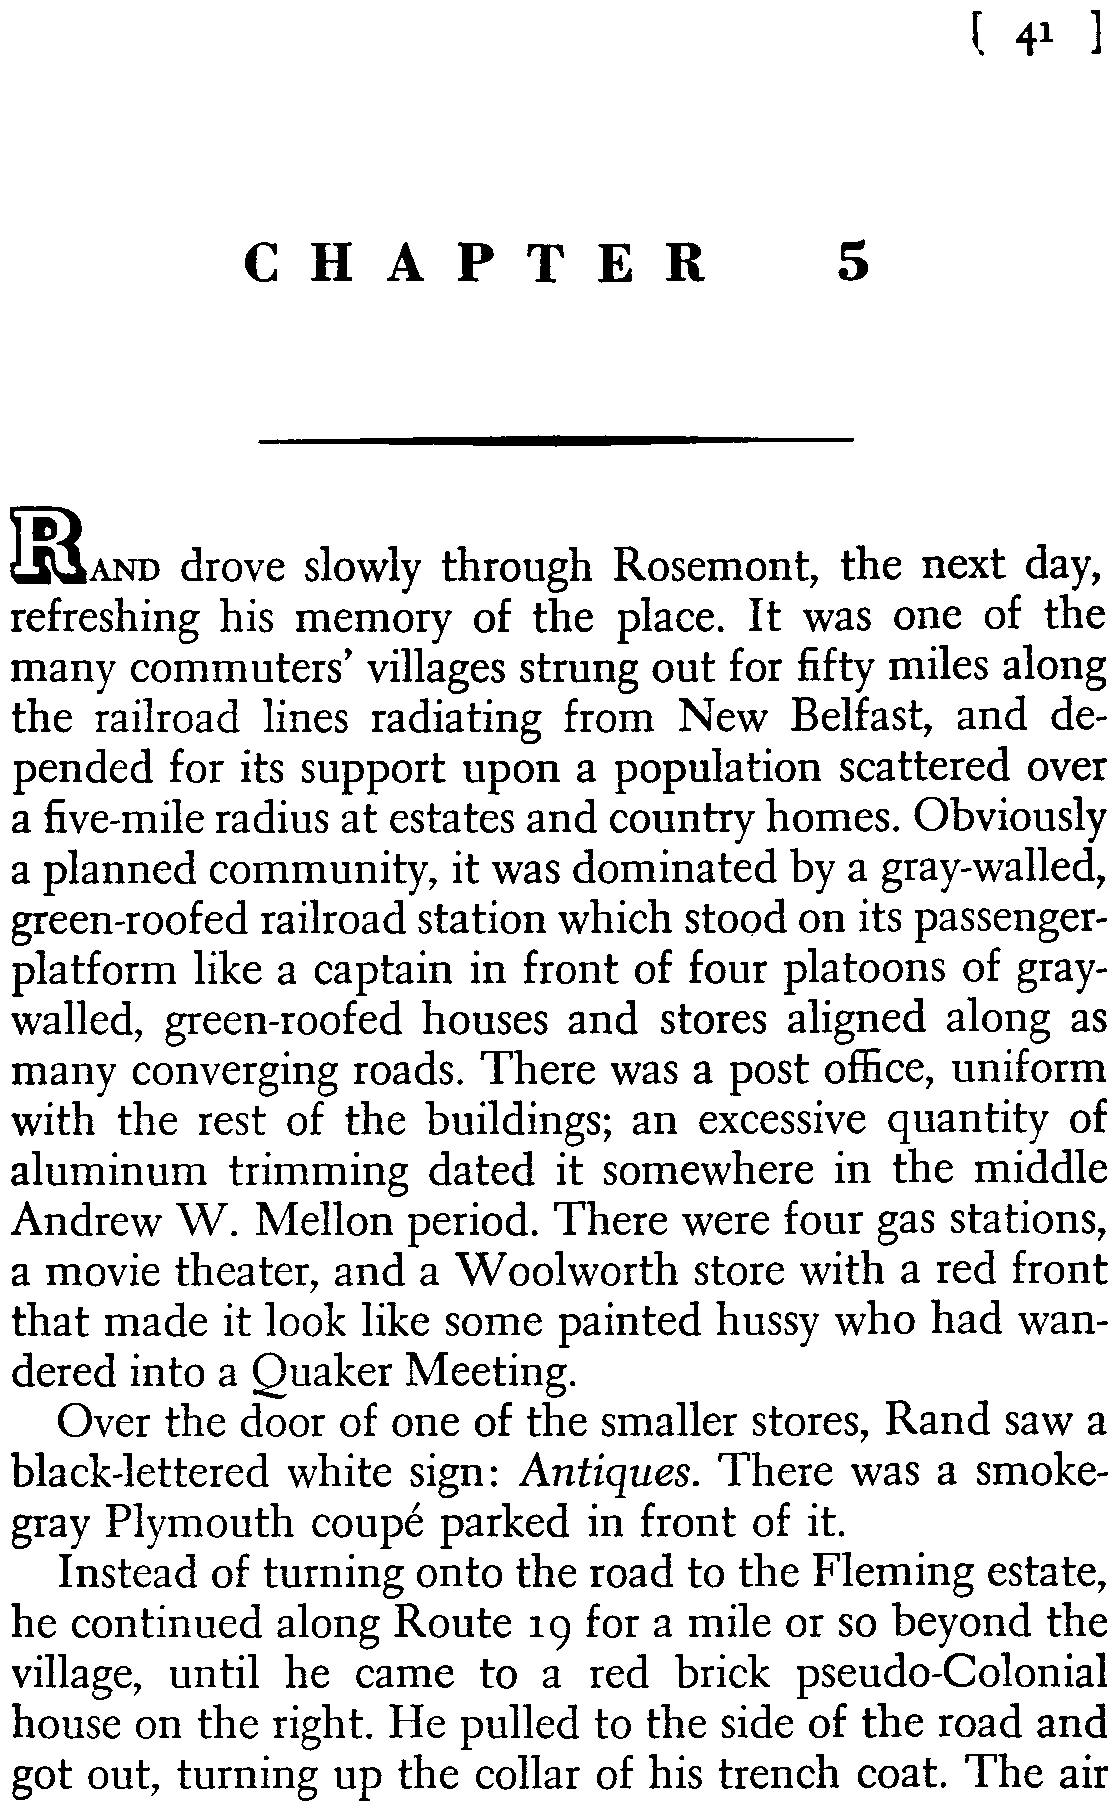 [ 41 ]
CHAPTER 5
RAND drove slowly through Rosemont, the next day,
refreshing his memory of the place. It was one of the
many commuters’ villages strung out for fifty miles along
the railroad lines radiating from New Belfast, and de-
pended for its support upon a population scattered over
a five-mile radius at estates and country homes. Obviously
a planned community, it was dominated by a gray-walled,
green-roofed railroad station which stood on its passenger-
platform like a captain in front of four platoons of gray-
walled, green-roofed houses and stores aligned along as
many converging roads. There was a post office, uniform
with the rest of the buildings; an excessive quantity of
aluminum trimming dated it somewhere in the middle
Andrew W. Mellon period. There were four gas stations,
a movie theater, and a Woolworth store with a red front
that made it look like some painted hussy who had wan-
dered into a Quaker Meeting.
Over the door of one of the smaller stores, Rand saw a
black-lettered white sign: Antiques. There was a smoke-
gray Plymouth coupé parked in front of it.
Instead of turning onto the road to the Fleming estate,
he continued along Route 19 for a mile or so beyond the
village, until he came to a red brick pseudo-Colonial
house on the right. He pulled to the side of the road and
got out, turning up the collar of his trench coat. The air